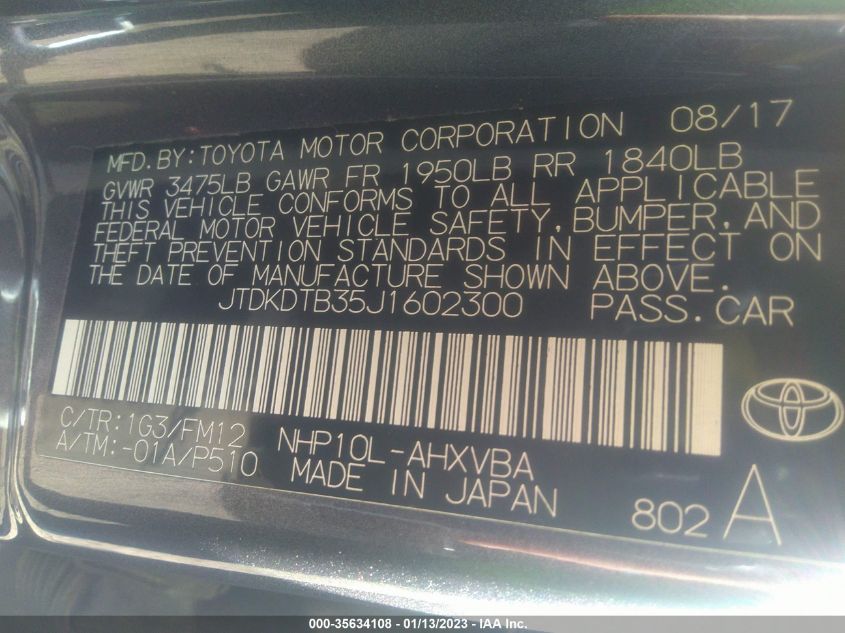 MFD.BY:TOYOTA MOTOR CORPORATION 08/17
GVWR 3475LB GAWR FR 1950LB RR 1840LB
THIS VEHICLE CONFORMS TO ALL APPLICABLE
FEDERAL MOTOR VEHICLE SAFETY,BUMPER,AND
THEFT PREVENTION STANDARDS IN EFFECT ON
THE DATE OF MANUFACTURE SHOWN ABOVE.
JTDKDTB35J1602300 PASS.CAR
C/TR:1G3/FM12
A/TM:-01A/P510
NHP10L-AHXVBA
MADE IN JAPAN
802 A
000-35634108 - 01/13/2023 - IAA Inc.